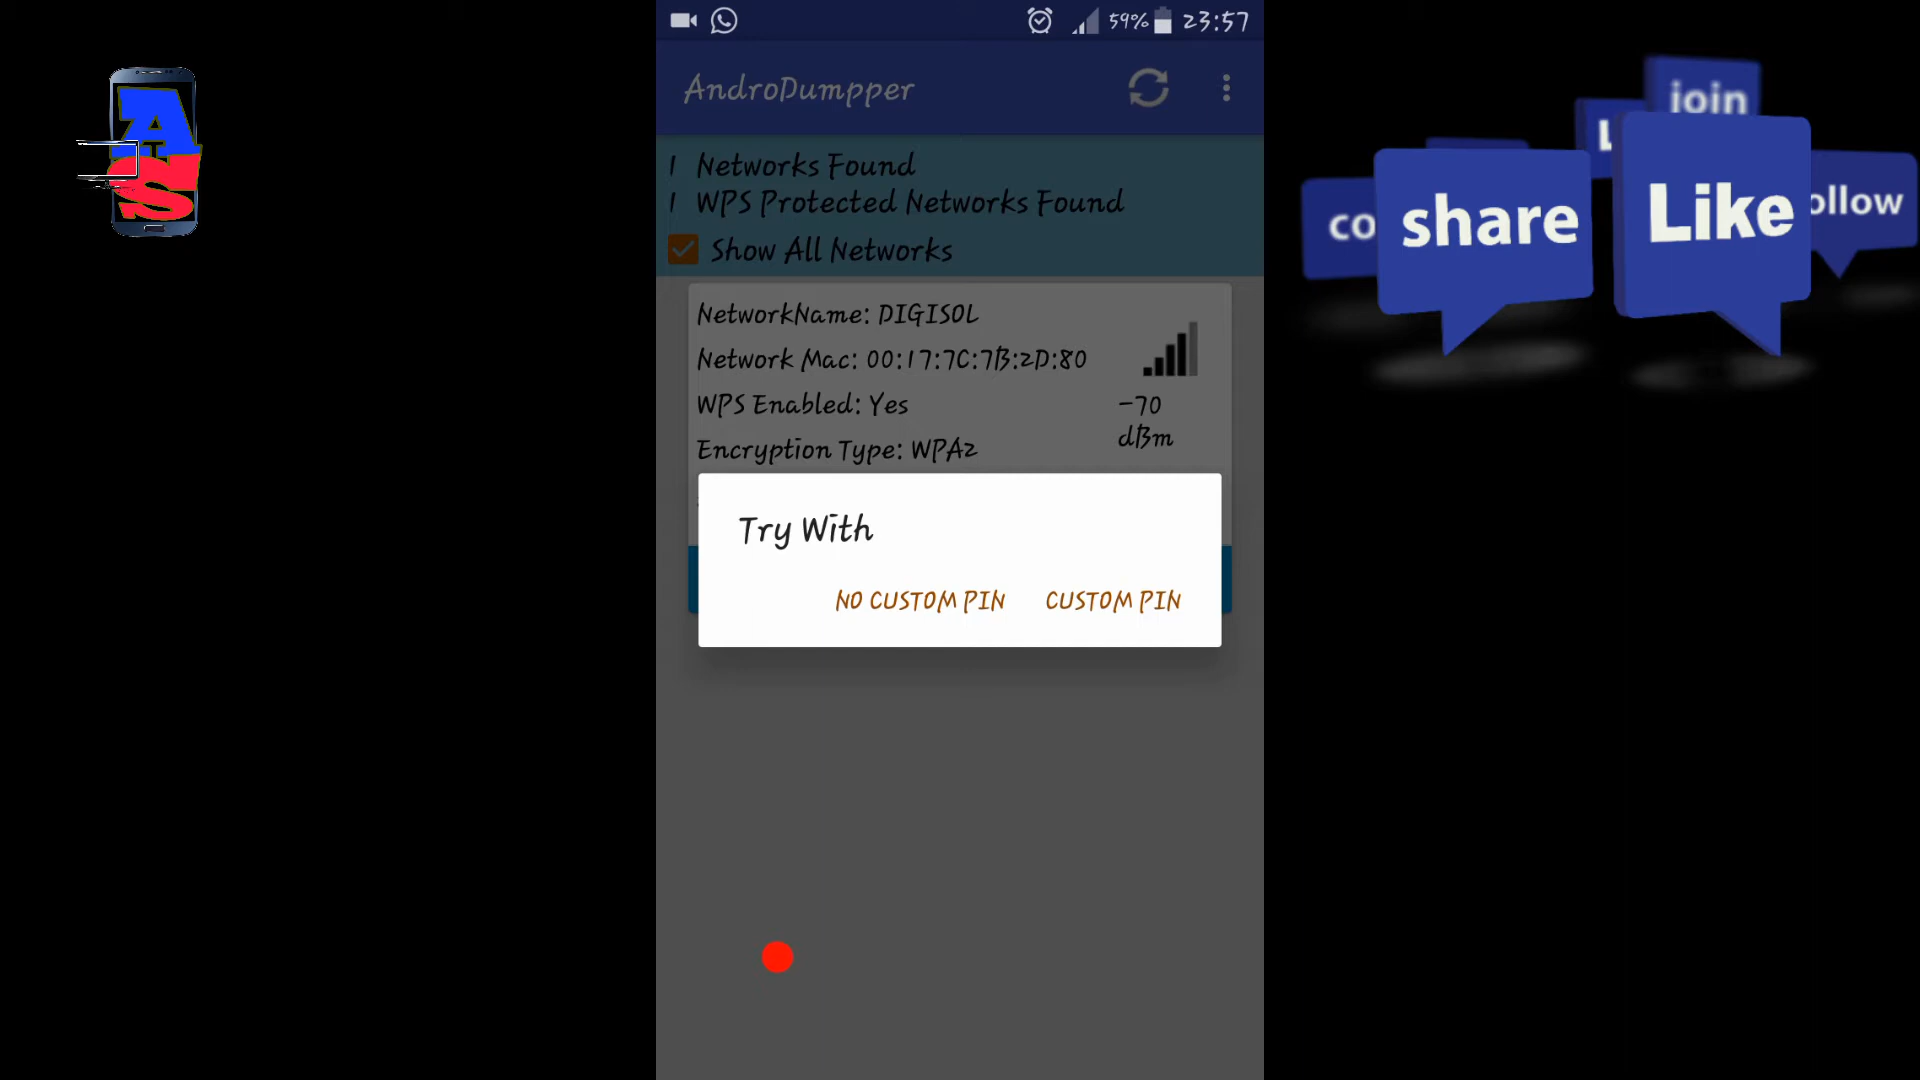 59% 23:57
AndroDumpper
1 Networks Found
1 WPS Protected Networks Found
Show All Networks
NetworkName: DIGISOL
Network Mac: 00:17:7C:7B:2D:80
WPS Enabled: Yes
-70
dBm
Encryption Type: WPA2
Try With
NO CUSTOM PIN CUSTOM PIN
ATS
join
L
co
share
Like
ollow